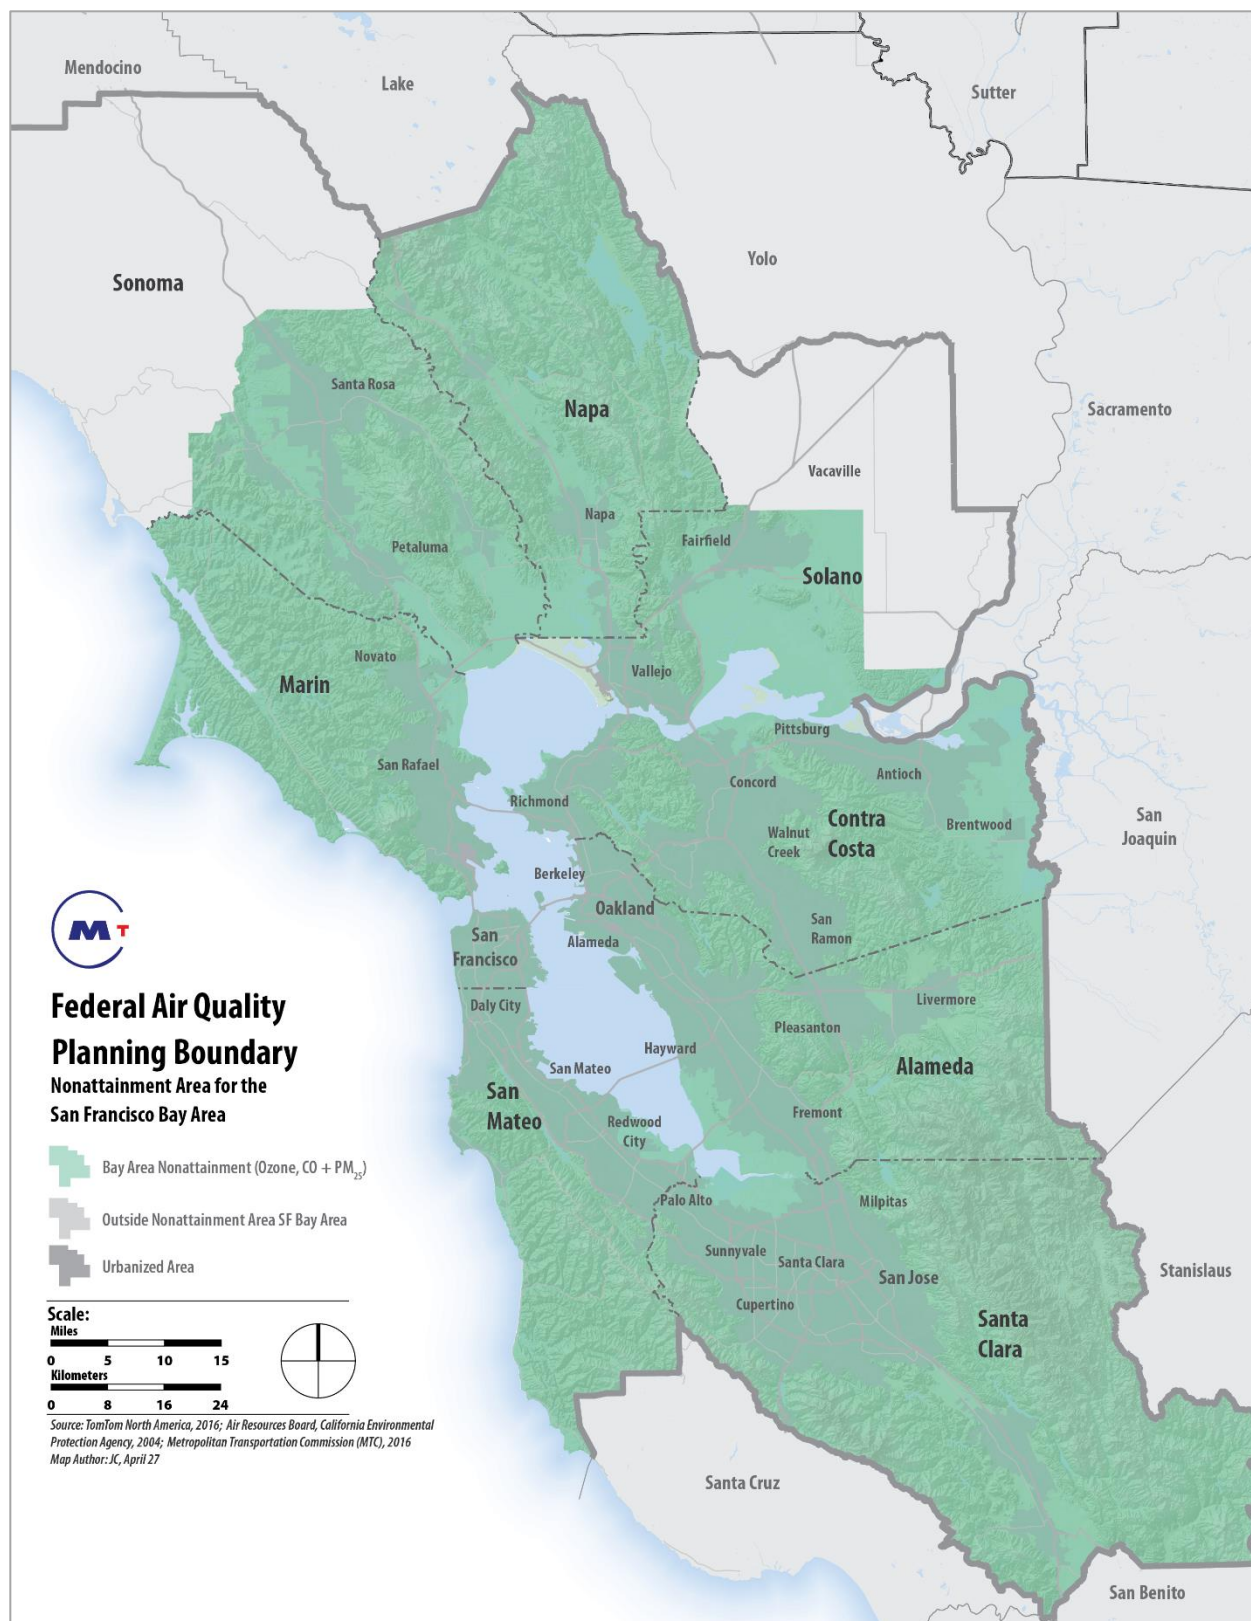 Mendocino
Lake
Sutter
Yolo
Sonoma
Santa Rosa
Napa
Sacramento
Vacaville
Napa
Fairfield
Petaluma
Solano
Novato
Vallejo
Marin
Pittsburg
San Rafael
Concord
Antioch
Richmond
Contra
Costa
Brentwood
San
Joaquin
Walnut
Creek
Berkeley
Oakland
San
Ramon
San
Francisco
Alameda
Daly City
Livermore
Pleasanton
Hayward
San Mateo
Alameda
San
Mateo
Redwood
City
Fremont
Palo Alto
Milpitas
Sunnyvale
Santa Clara
San Jose
Stanislaus
Cupertino
Santa
Clara
Santa Cruz
San Benito
M T
Federal Air Quality
Planning Boundary
Nonattainment Area for the
San Francisco Bay Area
Bay Area Nonattainment (Ozone, CO + PM25)
Outside Nonattainment Area SF Bay Area
Urbanized Area
Scale:
Miles
0 5 10 15
Kilometers
0 8 16 24
Source: TomTom North America, 2016; Air Resources Board, California Environmental
Protection Agency, 2004; Metropolitan Transportation Commission (MTC), 2016
Map Author: JC, April 27